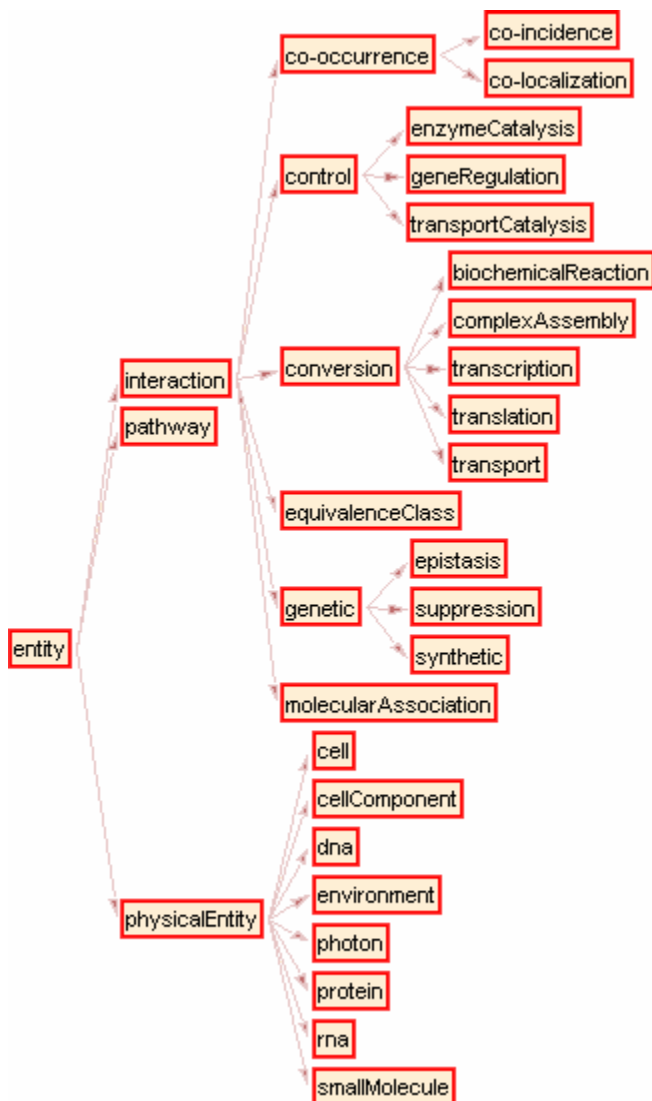 co-incidence
co-occurrence
co-localization
enzymeCatalysis
control
geneRegulation
transportCatalysis
biochemicalReaction
complexAssembly
interaction
conversion
transcription
pathway
translation
transport
equivalenceClass
epistasis
genetic
suppression
entity
synthetic
molecularAssociation
cell
cellComponent
dna
environment
physicalEntity
photon
protein
rna
smallMolecule